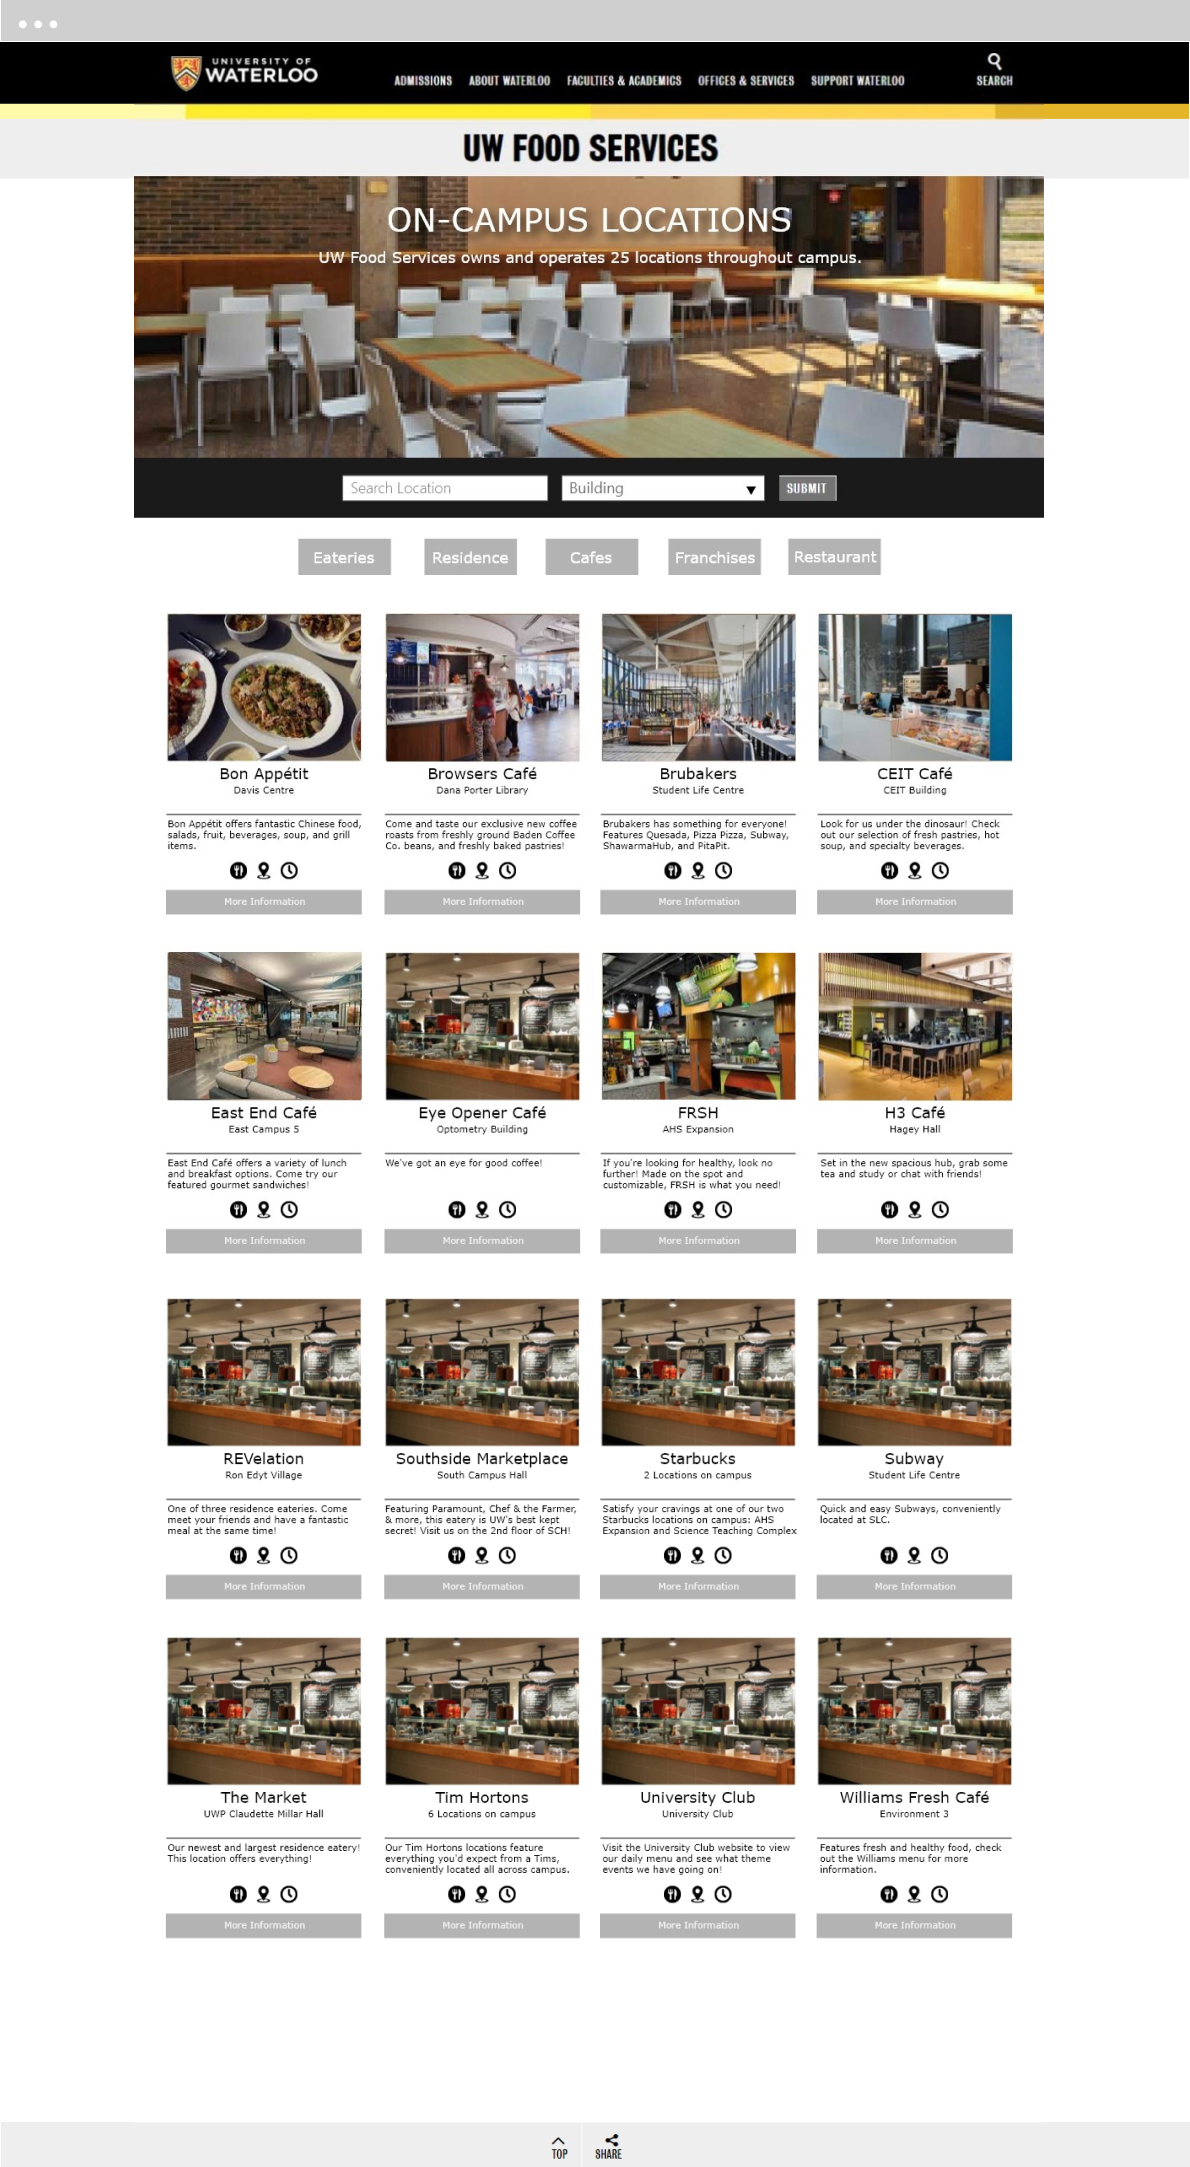 UNIVERSITY OF
WATERLOO
ADMISSIONS ABOUT WATERLOO FACULTIES & ACADEMICS OFFICES & SERVICES SUPPORT WATERLOO SEARCH
UW FOOD SERVICES
ON-CAMPUS LOCATIONS
UW Food Services owns and operates 25 locations throughout campus.
Search Location Building SUBMIT
Eateries Residence Cafes Franchises Restaurant
Bon Appétit
Davis Centre
Bon Appétit offers fantastic Chinese food,
salads, fruit, beverages, soup, and grill
items.
More Information
Browsers Café
Dana Porter Library
Come and taste our exclusive new coffee
roasts from freshly ground Baden Coffee
Co. beans, and freshly baked pastries!
More Information
Brubakers
Student Life Centre
Brubakers has something for everyone!
Features Quesada, Pizza Pizza, Subway,
ShawarmaHub, and PitaPit.
More Information
CEIT Café
CEIT Building
Look for us under the dinosaur! Check
out our selection of fresh pastries, hot
soup, and specialty beverages.
More Information
East End Café
East Campus 5
East End Café offers a variety of lunch
and breakfast options. Come try our
featured gourmet sandwiches!
More Information
Eye Opener Café
Optometry Building
We've got an eye for good coffee!
More Information
FRSH
AHS Expansion
If you're looking for healthy, look no
further! Made on the spot and
customizable, FRSH is what you need!
More Information
H3 Café
Hagey Hall
Set in the new spacious hub, grab some
tea and study or chat with friends!
More Information
REVelation
Ron Edyt Village
One of three residence eateries. Come
meet your friends and have a fantastic
meal at the same time!
More Information
Southside Marketplace
South Campus Hall
Featuring Paramount, Chef & the Farmer,
& more, this eatery is UW's best kept
secret! Visit us on the 2nd floor of SCH!
More Information
Starbucks
2 Locations on campus
Satisfy your cravings at one of our two
Starbucks locations on campus: AHS
Expansion and Science Teaching Complex
More Information
Subway
Student Life Centre
Quick and easy Subways, conveniently
located at SLC.
More Information
The Market
UWP Claudette Millar Hall
Our newest and largest residence eatery!
This location offers everything!
More Information
Tim Hortons
6 Locations on campus
Our Tim Hortons locations feature
everything you'd expect from a Tims,
conveniently located all across campus.
More Information
University Club
University Club
Visit the University Club website to view
our daily menu and see what theme
events we have going on!
More Information
Williams Fresh Café
Environment 3
Features fresh and healthy food, check
out the Williams menu for more
information.
More Information
TOP SHARE